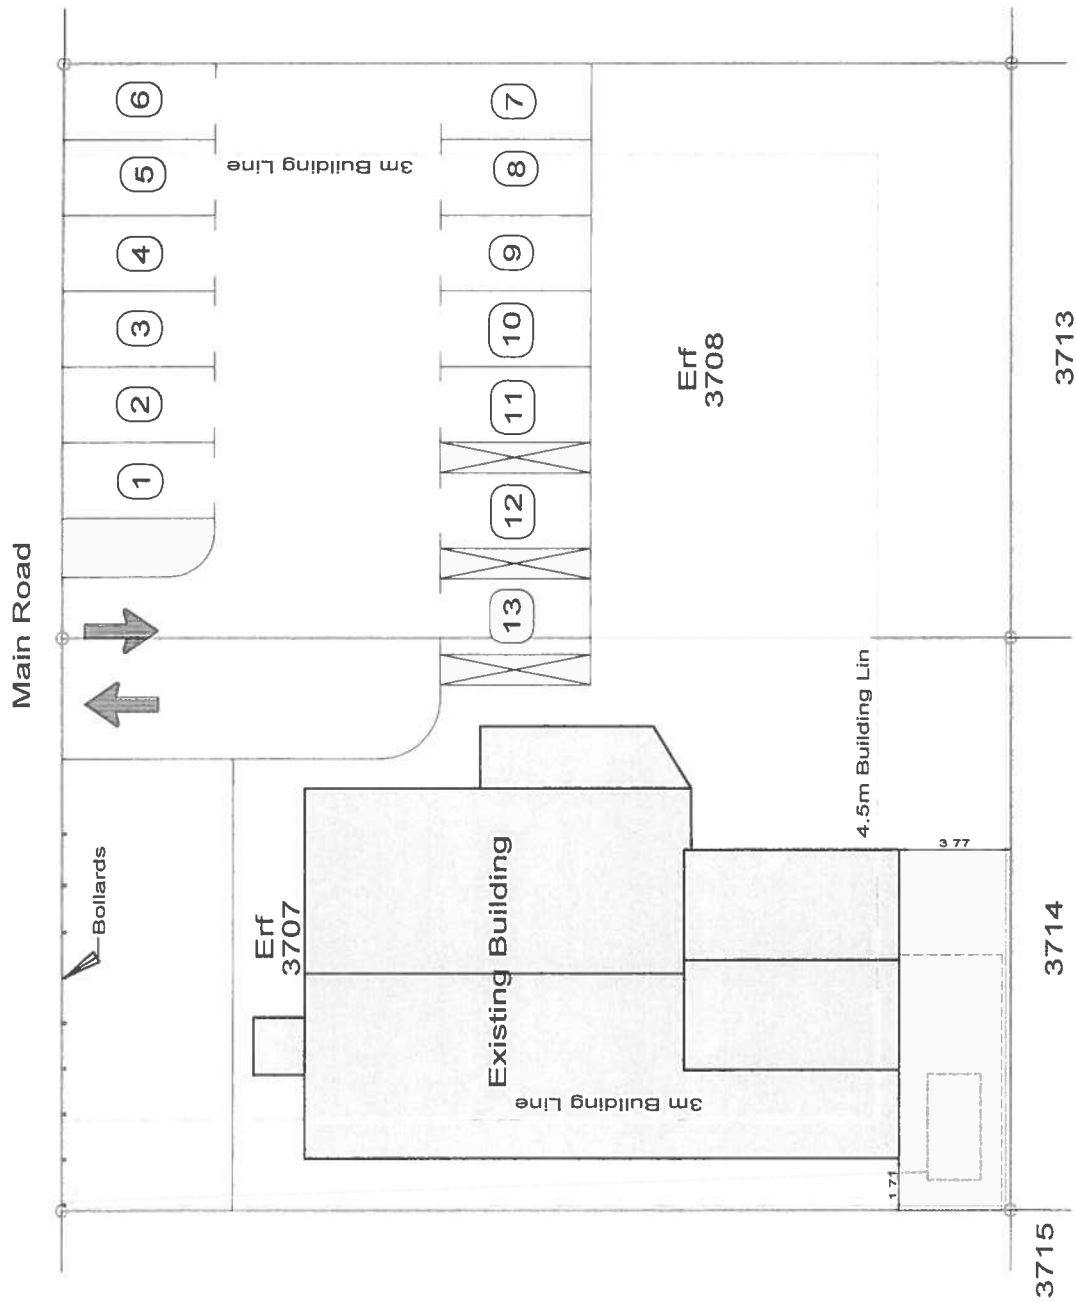 Main Road
6
5
4
3
2
1
3m Building Line
7
8
9
10
11
12
13
Erf
3708
3713
Bollards
Erf
3707
Existing Building
3m Building Line
4.5m Building Lin
3 77
1 71
3714
3715